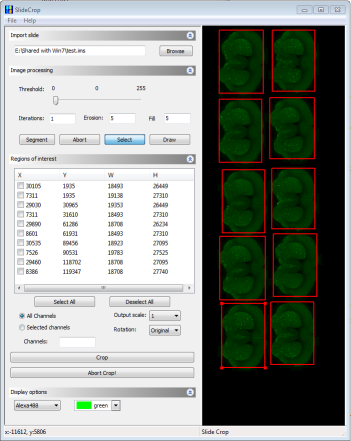 SlideCrop
File Help
Import slide
E:\Shared with Win7\test.ims Browse
Image processing
Threshold: 0 0 255
Iterations: 1 Erosion: 5 Fill 5
Segment Abort Select Draw
Regions of interest
X Y W H
30105 1935 18493 26449
7311 1935 19138 27310
29030 30965 19353 26449
7311 31610 18493 27310
29890 61286 18708 26234
8601 61931 18493 27310
30535 89456 18923 27095
7526 90531 19783 27525
29460 118702 18708 27095
8386 119347 18708 27740
Select All Deselect All
All Channels Output scale: 1
Selected channels Rotation: Original
Channels:
Crop
Abort Crop!
Display options
Alexa488 green
x:-11612, y:5806 Slide Crop